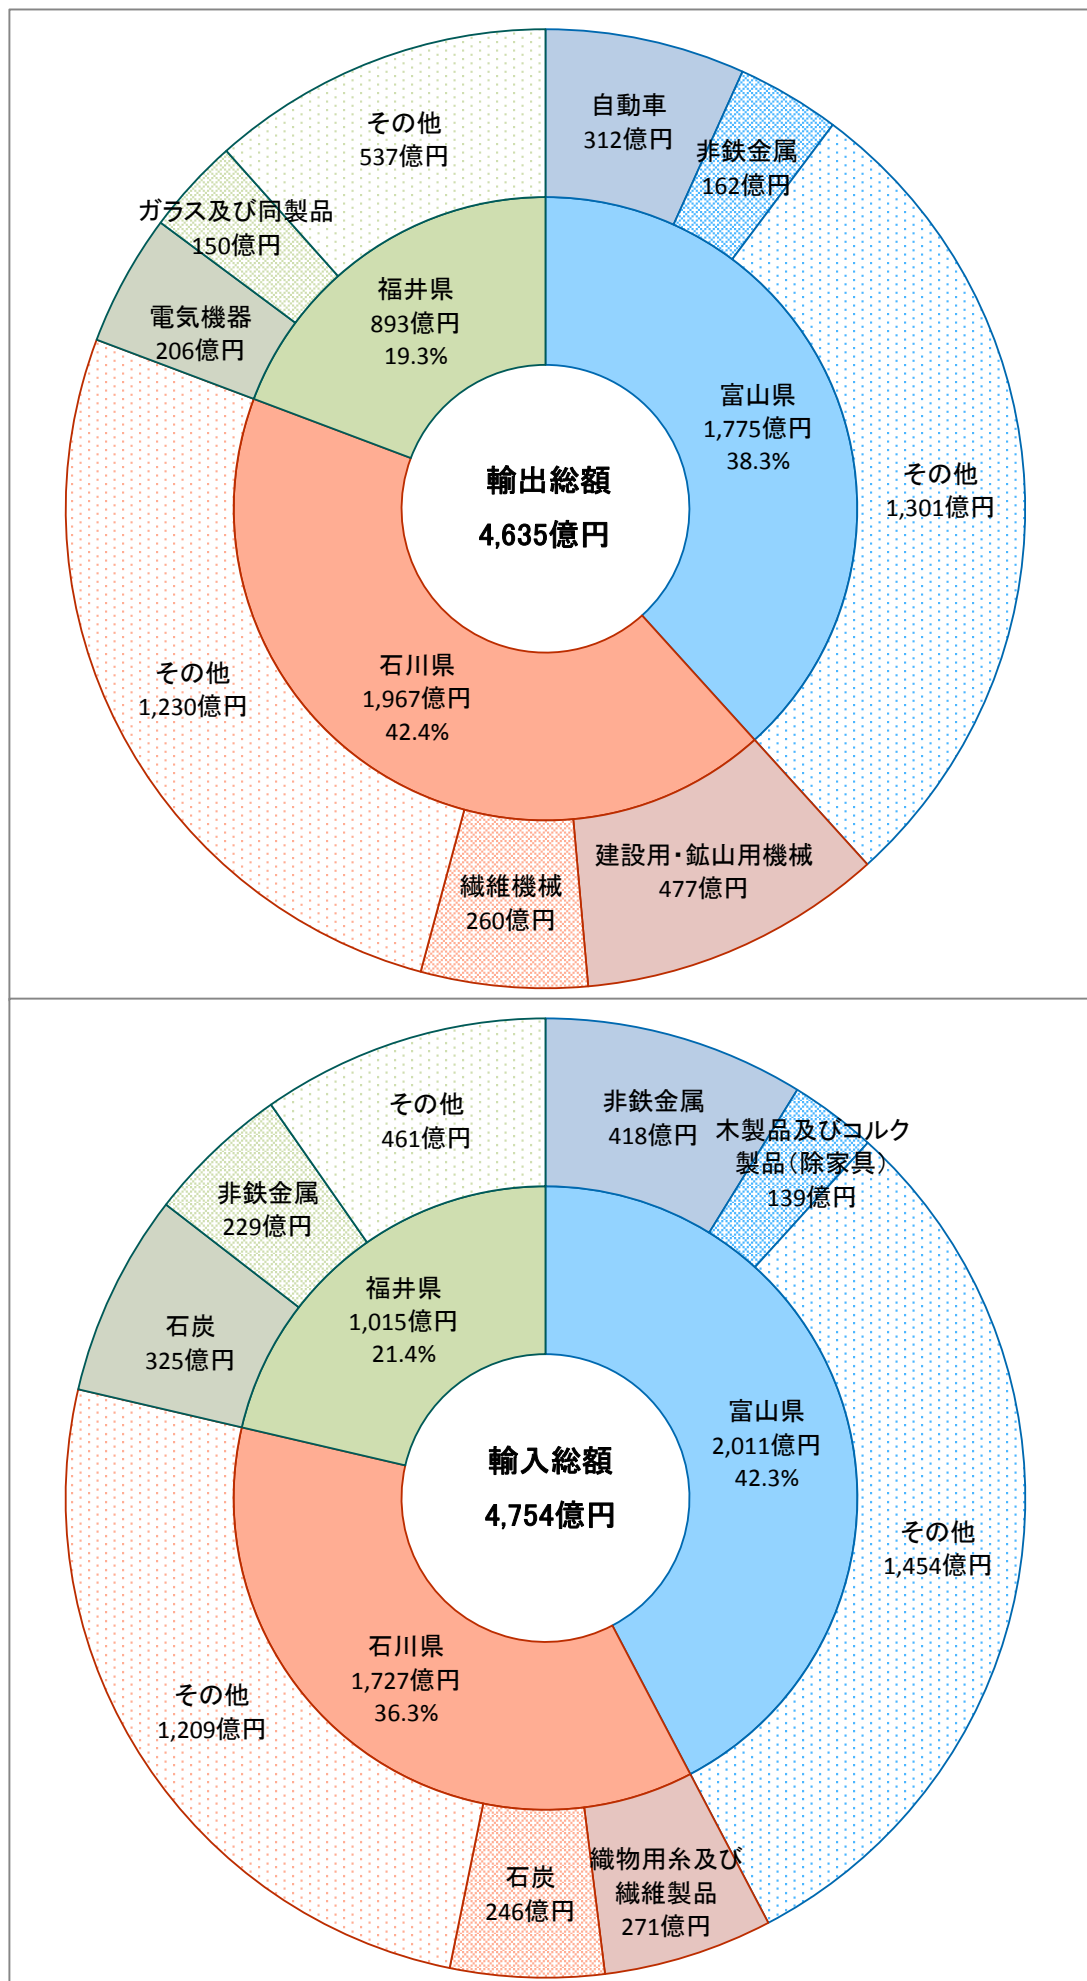 自動車
312億円
非鉄金属
162億円
その他
1,301億円
富山県
1,775億円
38.3%
その他
537億円
ガラス及び同製品
150億円
電気機器
206億円
福井県
893億円
19.3%
輸出総額
4,635億円
石川県
1,967億円
42.4%
その他
1,230億円
繊維機械
260億円
建設用・鉱山用機械
477億円
非鉄金属
418億円
木製品及びコルク
製品（除家具）
139億円
その他
1,454億円
富山県
2,011億円
42.3%
その他
461億円
非鉄金属
229億円
石炭
325億円
福井県
1,015億円
21.4%
輸入総額
4,754億円
石川県
1,727億円
36.3%
その他
1,209億円
石炭
246億円
織物用糸及び
繊維製品
271億円